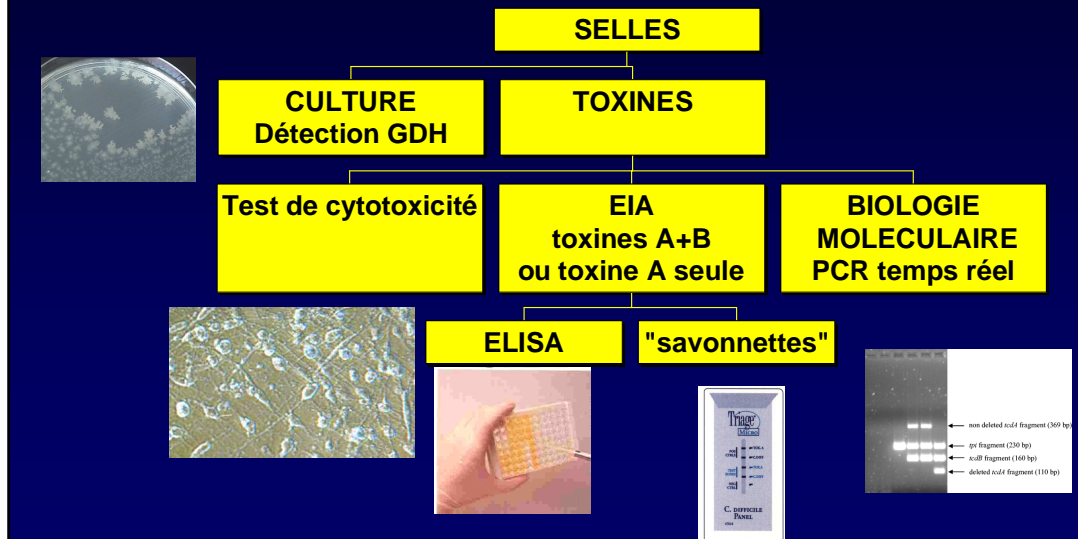 SELLES
CULTURE
Détection GDH
TOXINES
Test de cytotoxicité
EIA
toxines A+B
ou toxine A seule
BIOLOGIE
MOLECULAIRE
PCR temps réel
ELISA
"savonnettes"
Triage
MICRO
C. DIFFICILE
PANEL
non deleted tcdA fragment (369 bp)
tpi fragment (230 bp)
tcdB fragment (160 bp)
deleted tcdA fragment (110 bp)